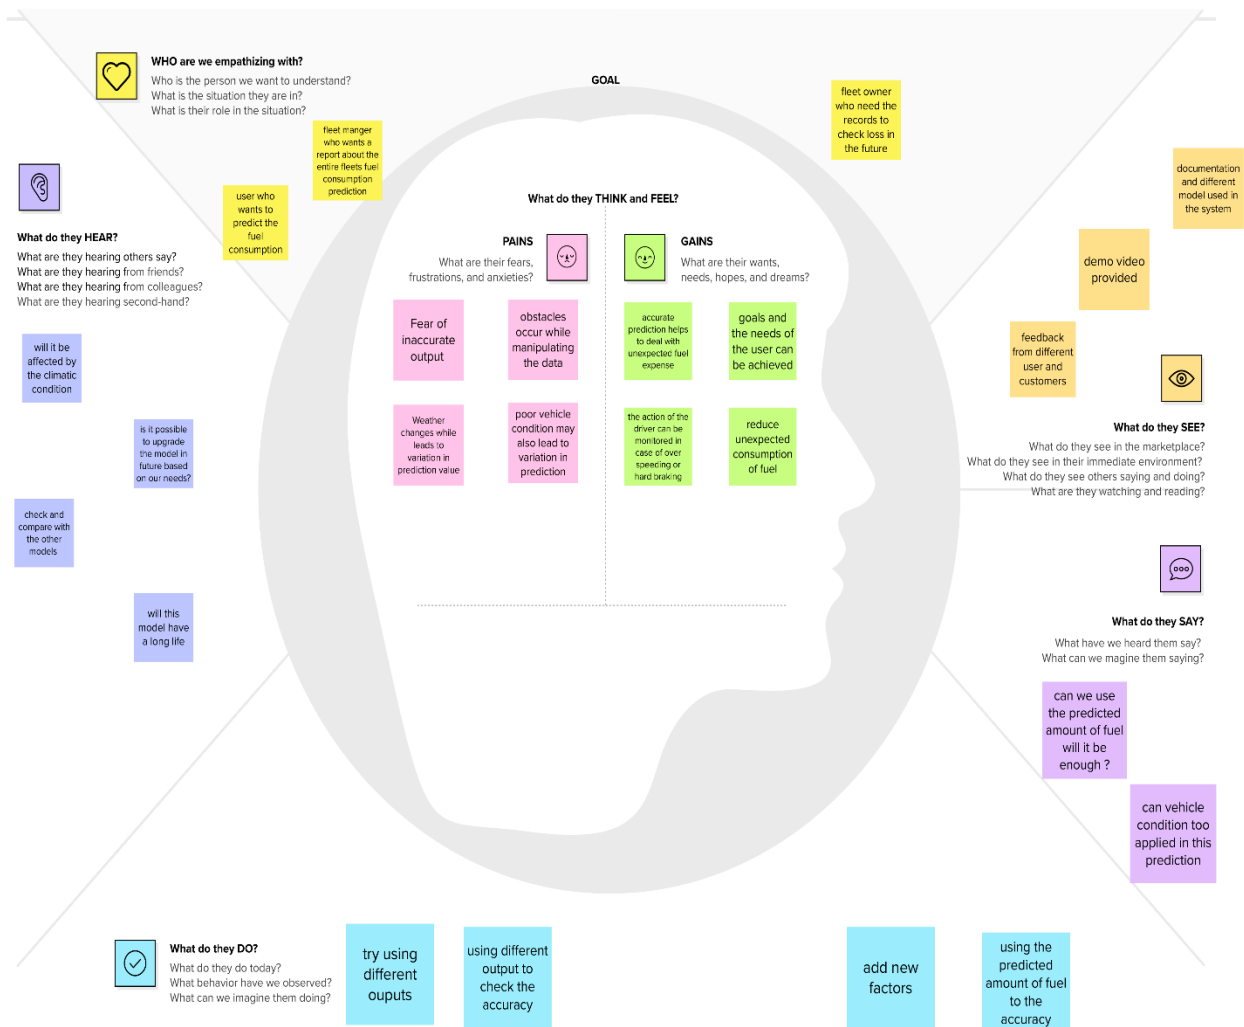 WHO are we empathizing with?
Who is the person we want to understand?
What is the situation they are in?
What is their role in the situation?
GOAL
fleet owner
who need the
records to
check loss in
the future
fleet manger
who wants a
report about the
entire fleets fuel
consumption
prediction
user who
wants to
predict the
fuel
consumption
documentation
and different
model used in
the system
demo video
provided
feedback
from different
user and
customers
What do they HEAR?
What are they hearing others say?
What are they hearing from friends?
What are they hearing from colleagues?
What are they hearing second-hand?
will it be
affected by
the climatic
condition
is it possible
to upgrade
the model in
future based
on our needs?
check and
compare with
the other
models
will this
model have
a long life
What do they THINK and FEEL?
PAINS
What are their fears,
frustrations, and anxieties?
Fear of
inaccurate
output
obstacles
occur while
manipulating
the data
Weather
changes while
leads to
variation in
prediction value
poor vehicle
condition may
also lead to
variation in
prediction
GAINS
What are their wants,
needs, hopes, and dreams?
accurate
prediction helps
to deal with
unexpected fuel
expense
goals and
the needs of
the user can
be achieved
the action of the
driver can be
monitored in
case of over
speeding or
hard braking
reduce
unexpected
consumption
of fuel
What do they SEE?
What do they see in the marketplace?
What do they see in their immediate environment?
What do they see others saying and doing?
What are they watching and reading?
What do they SAY?
What have we heard them say?
What can we magine them saying?
can we use
the predicted
amount of fuel
will it be
enough ?
can vehicle
condition too
applied in this
prediction
What do they DO?
What do they do today?
What behavior have we observed?
What can we imagine them doing?
try using
different
ouputs
using different
output to
check the
accuracy
add new
factors
using the
predicted
amount of fuel
to the
accuracy